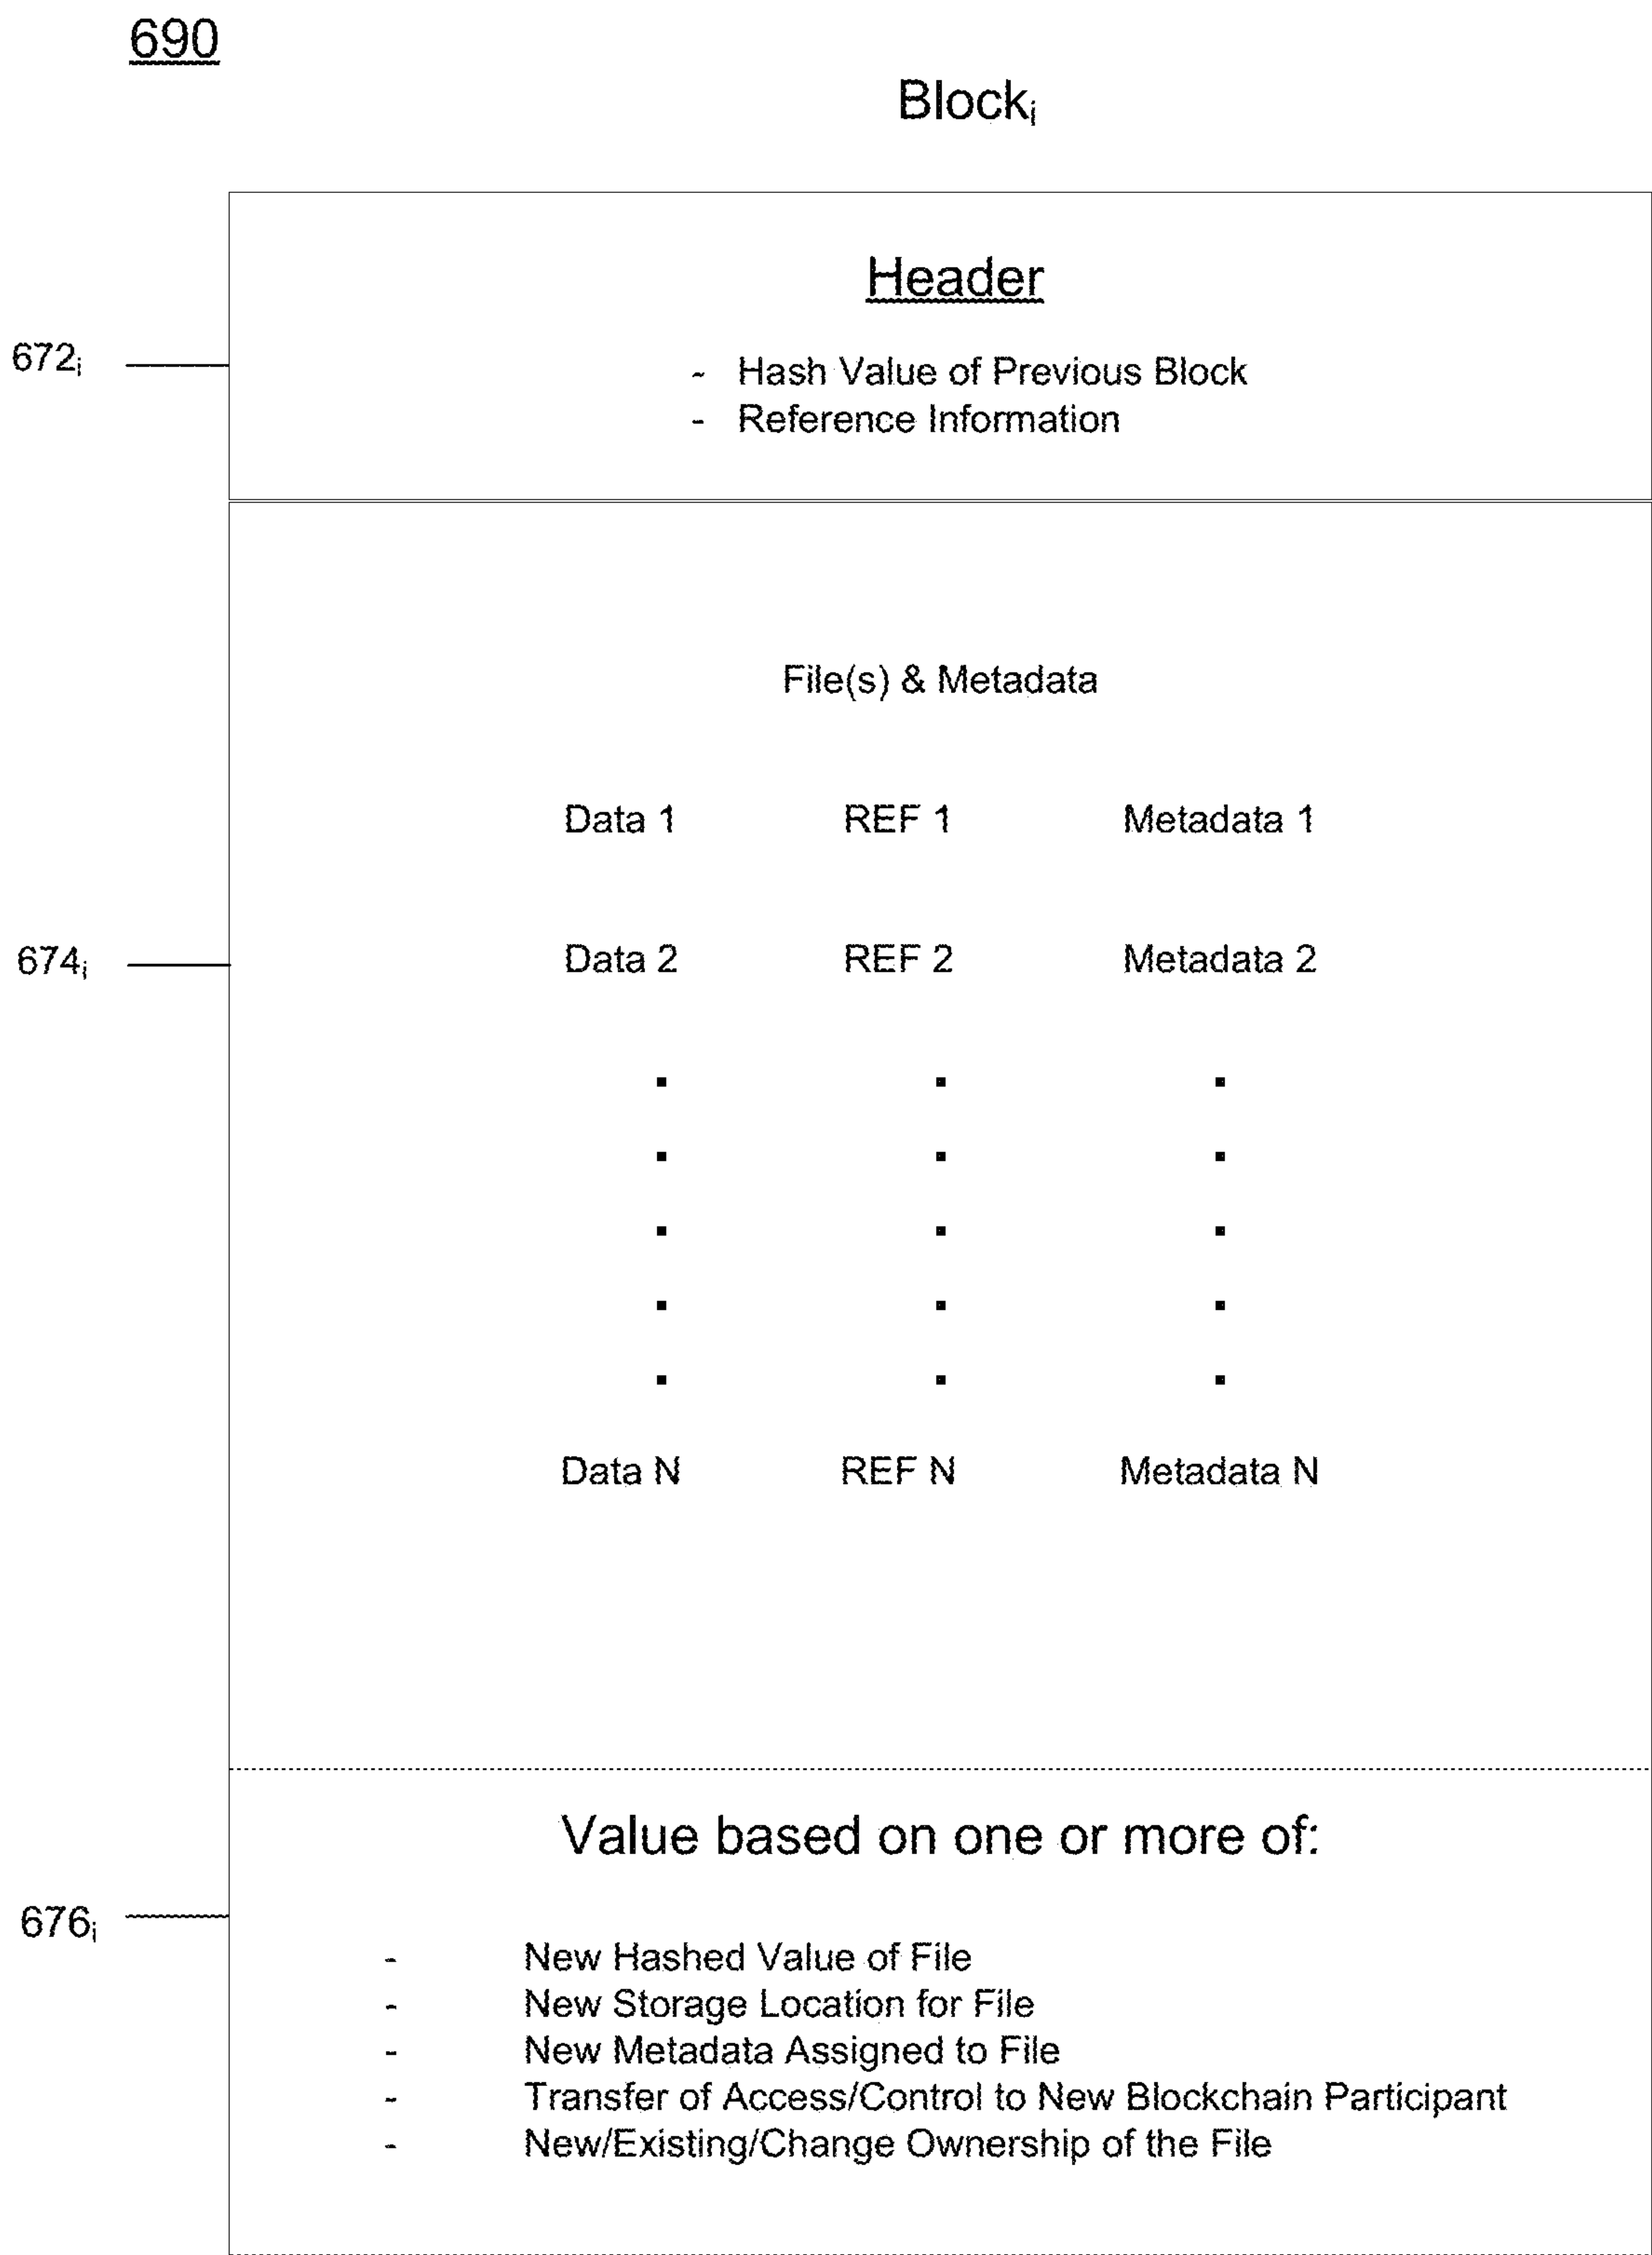 690
Blockᵢ
Header
672ᵢ
- Hash Value of Previous Block
- Reference Information
File(s) & Metadata
Data 1 REF 1 Metadata 1
674ᵢ
Data 2 REF 2 Metadata 2
Data N REF N Metadata N
Value based on one or more of:
676ᵢ
- New Hashed Value of File
- New Storage Location for File
- New Metadata Assigned to File
- Transfer of Access/Control to New Blockchain Participant
- New/Existing/Change Ownership of the File